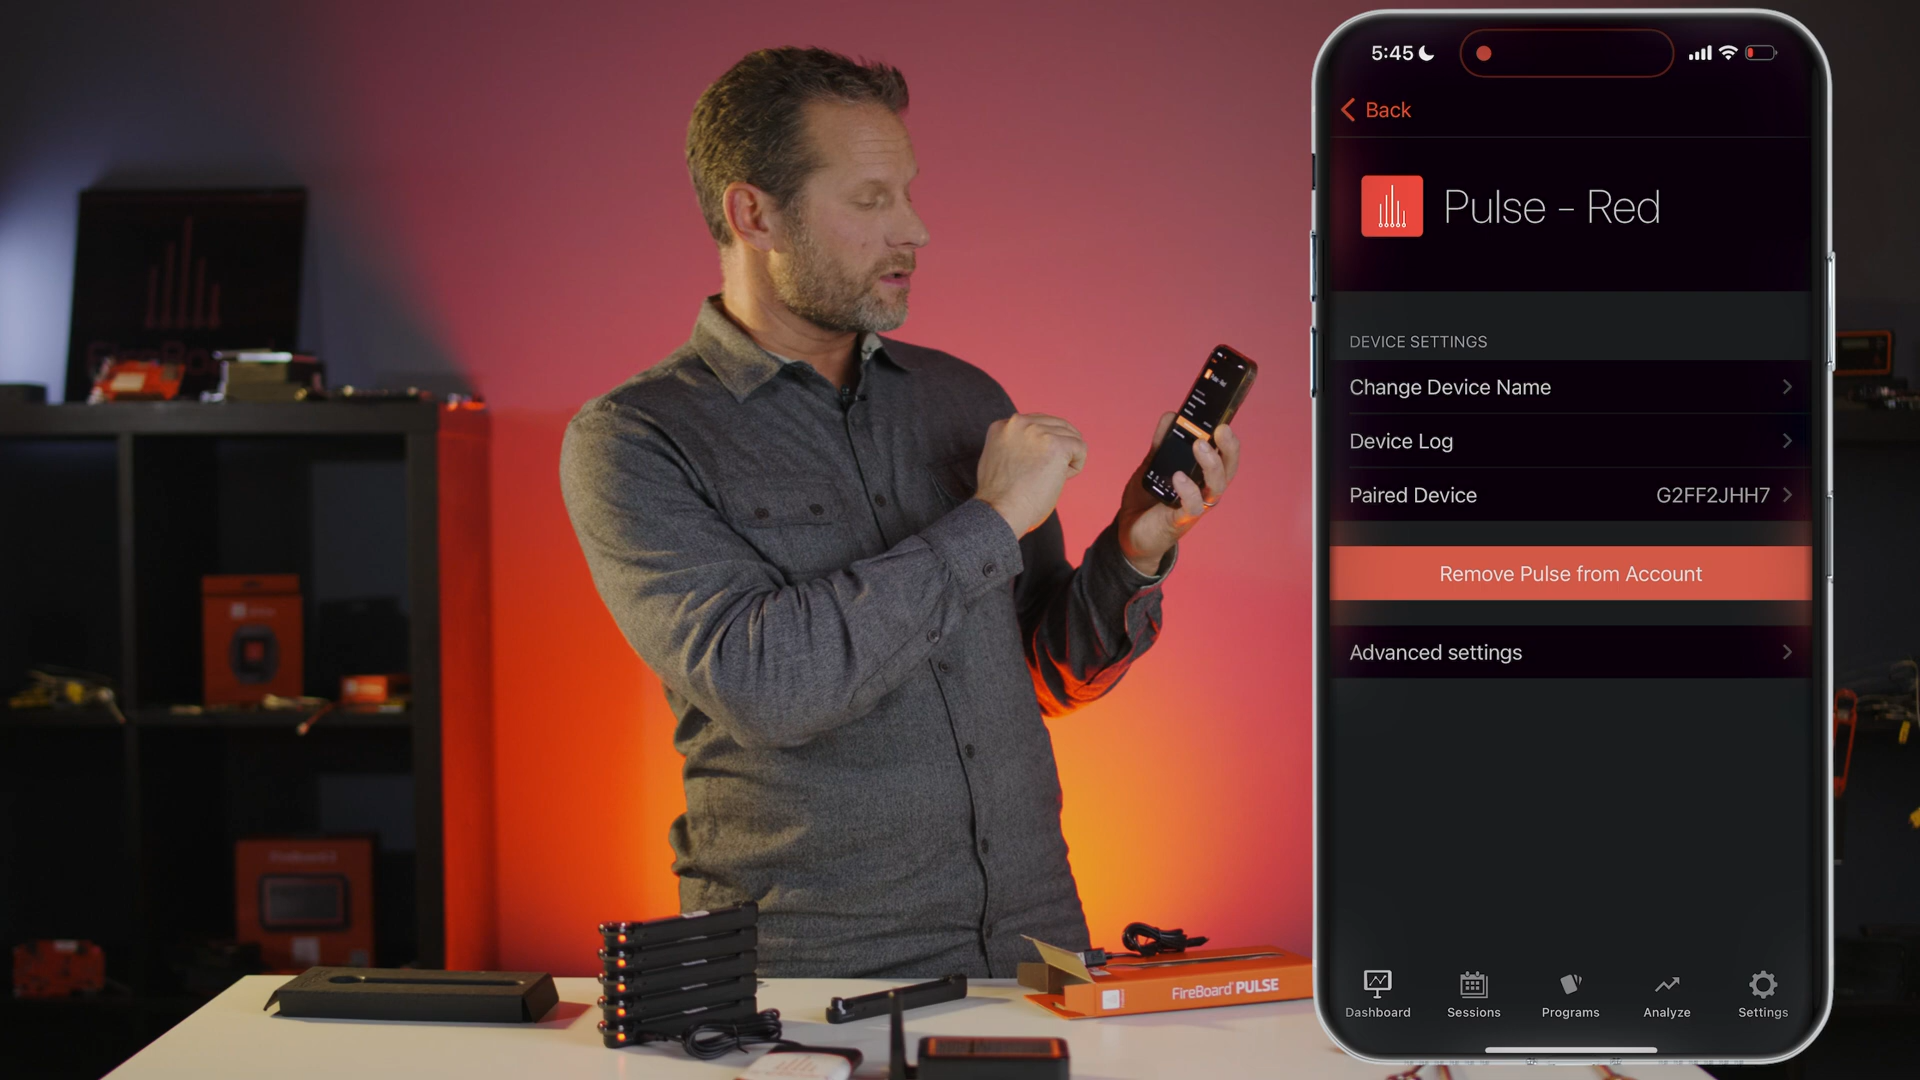 5:45
Back
Pulse – Red
DEVICE SETTINGS
Change Device Name
Device Log
Paired Device G2FF2JHH7
Remove Pulse from Account
Advanced settings
Dashboard Sessions Programs Analyze Settings
FireBoard PULSE